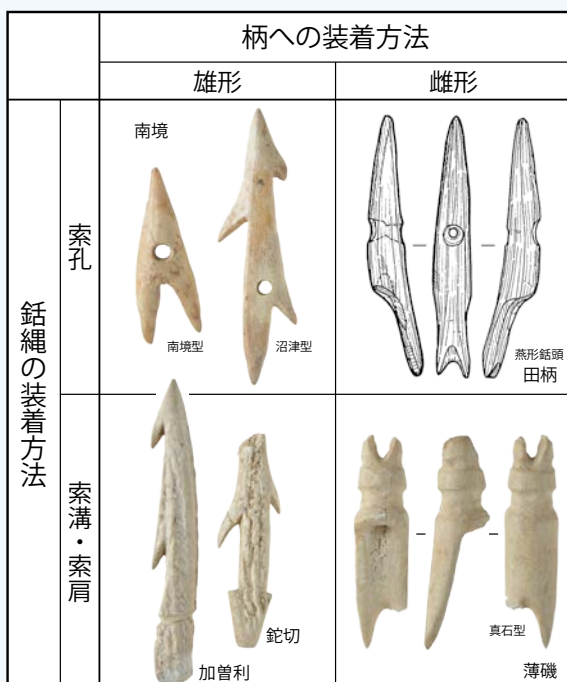 柄への装着方法
雄形
雌形
銛縄の装着方法
索孔
南境
南境型
沼津型
燕形銛頭
田柄
索溝・索肩
加曽利
鉈切
真石型
薄磯